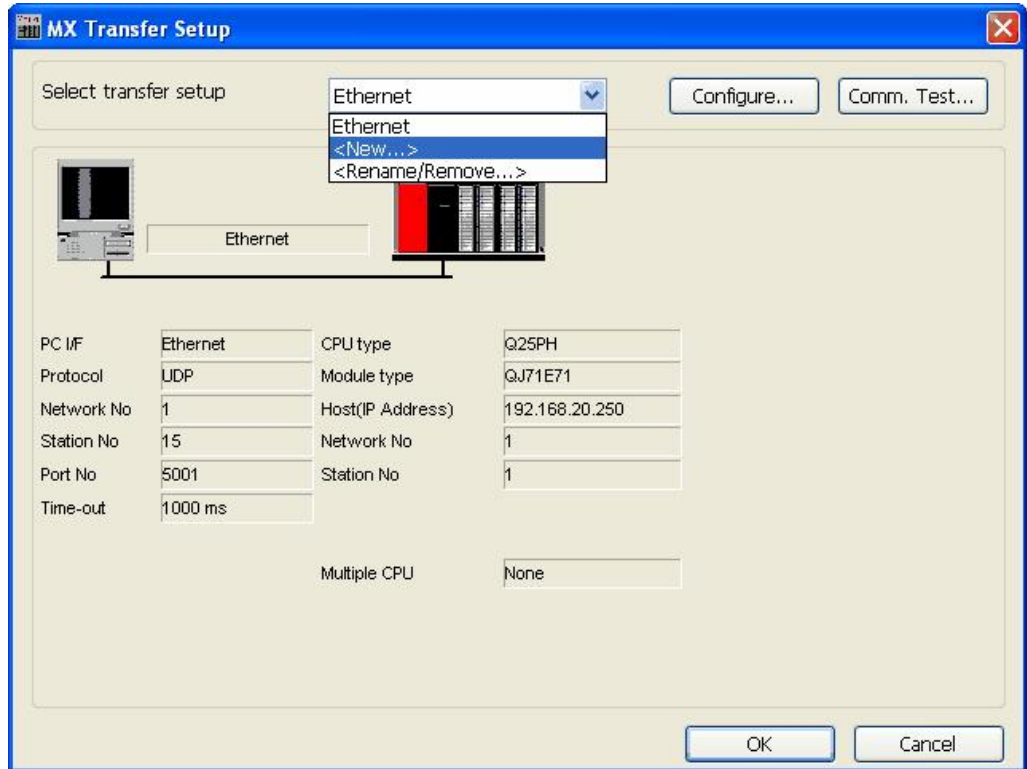 MX Transfer Setup
Select transfer setup
Ethernet
Configure...
Comm. Test...
Ethernet
<New...>
<Rename/Remove...>
Ethernet
PC I/F Ethernet CPU type Q25PH
Protocol UDP Module type QJ71E71
Network No 1 Host(IP Address) 192.168.20.250
Station No 15 Network No 1
Port No 5001 Station No 1
Time-out 1000 ms
Multiple CPU None
OK Cancel